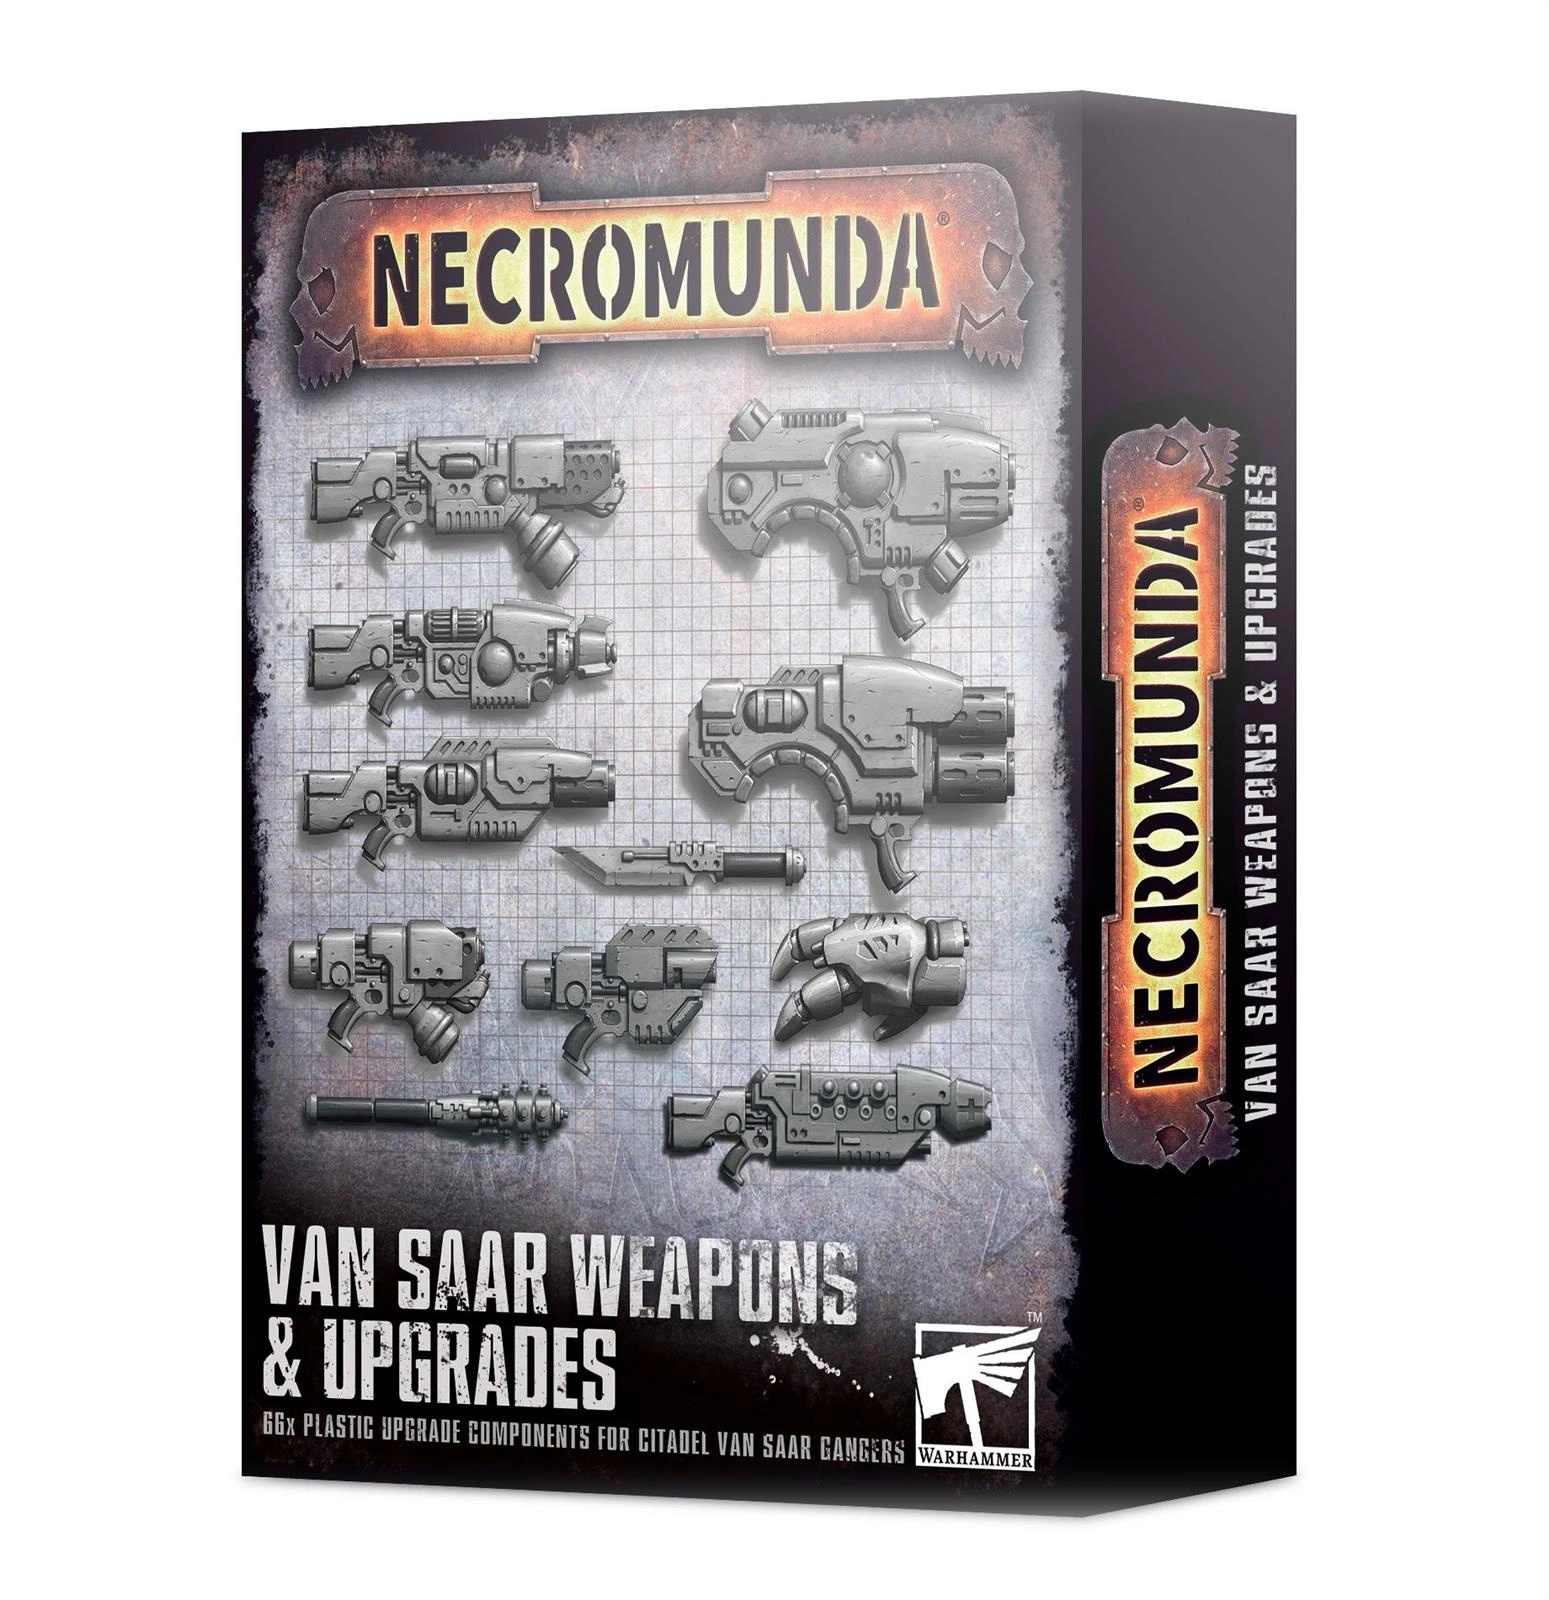 NECROMUNDA®
VAN SAAR WEAPONS
& UPGRADES
66x PLASTIC UPGRADE COMPONENTS FOR CITADEL VAN SAAR GANGERS
™
WARHAMMER
NECROMUNDA®
VAN SAAR WEAPONS & UPGRADES